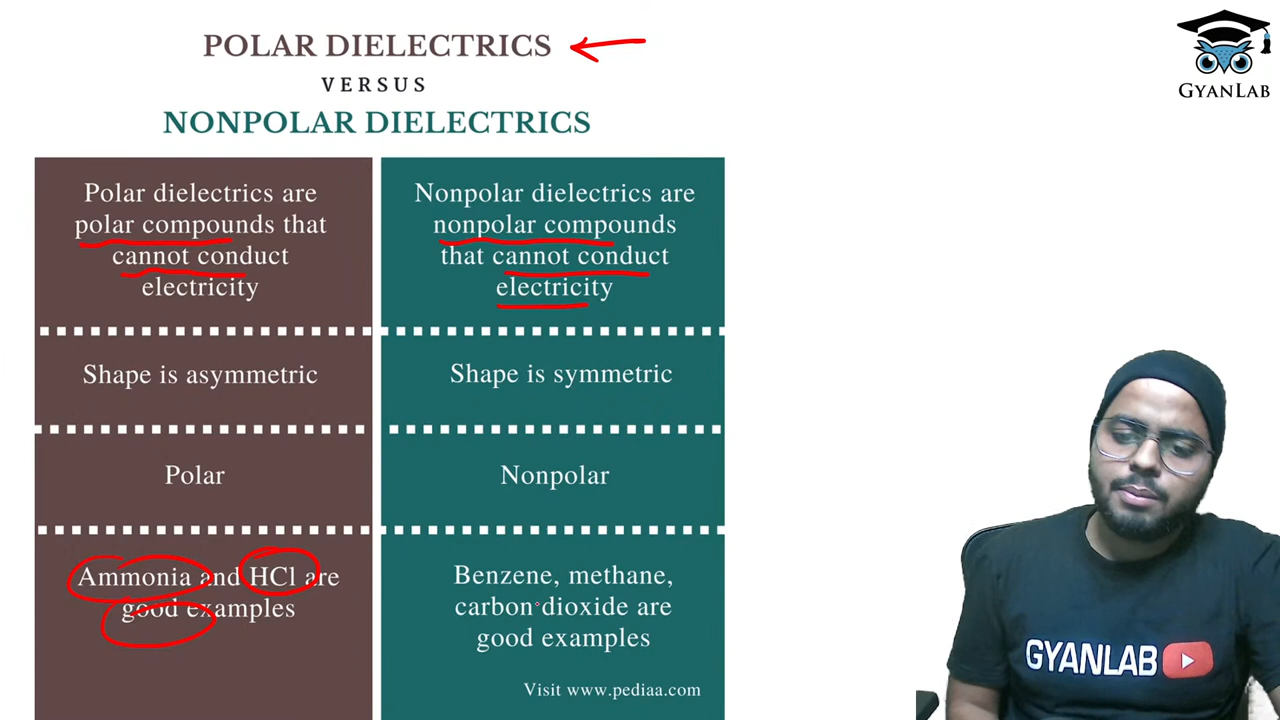 POLAR DIELECTRICS
VERSUS
NONPOLAR DIELECTRICS
Polar dielectrics are
polar compounds that
cannot conduct
electricity
Nonpolar dielectrics are
nonpolar compounds
that cannot conduct
electricity
Shape is asymmetric
Shape is symmetric
Polar
Nonpolar
Ammonia and HCl are
good examples
Benzene, methane,
carbon dioxide are
good examples
Visit www.pediaa.com
GYANLAB
GYANLAB